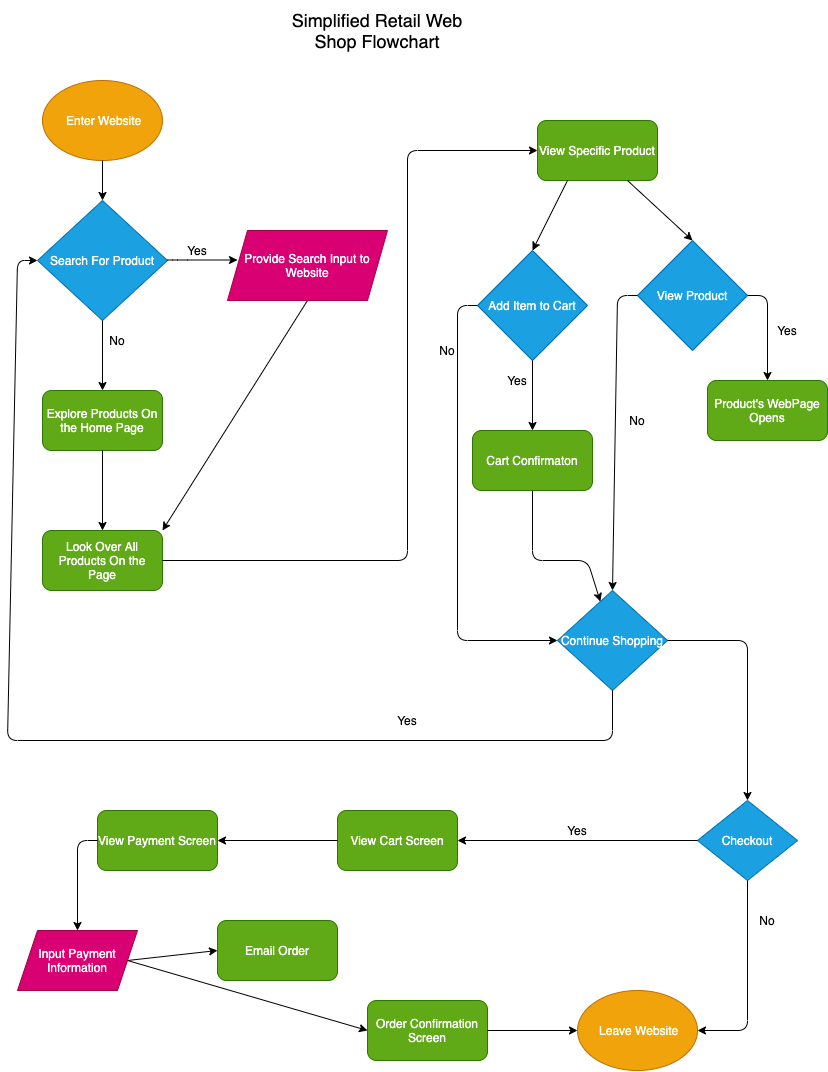 Simplified Retail Web
Shop Flowchart
Enter Website
Search For Product
Yes
Provide Search Input to
Website
No
Explore Products On
the Home Page
Look Over All
Products On the
Page
View Specific Product
Add Item to Cart
View Product
No
Yes
Yes
No
Product's WebPage
Opens
Cart Confirmaton
Continue Shopping
Yes
Checkout
Yes
View Cart Screen
View Payment Screen
No
Input Payment
Information
Email Order
Order Confirmation
Screen
Leave Website